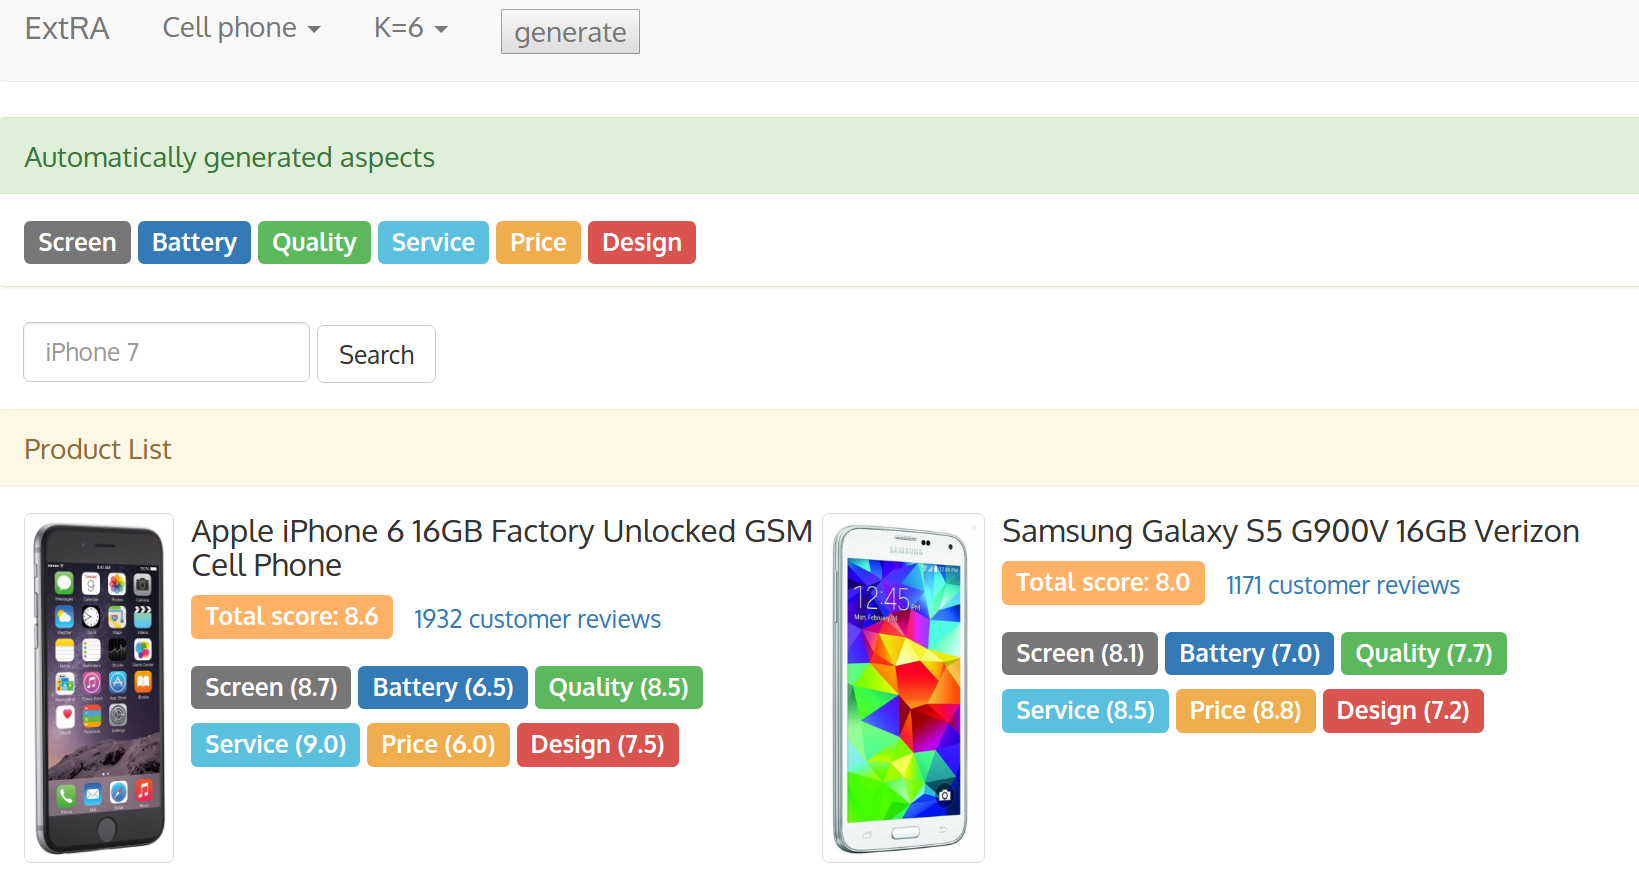 ExtRA Cell phone K=6 generate
Automatically generated aspects
Screen Battery Quality Service Price Design
iPhone 7 Search
Product List
Apple iPhone 6 16GB Factory Unlocked GSM
Cell Phone
Total score: 8.6 1932 customer reviews
Screen (8.7) Battery (6.5) Quality (8.5)
Service (9.0) Price (6.0) Design (7.5)
SAMSUNG
12:45 PM
Samsung Galaxy S5 G900V 16GB Verizon
Total score: 8.0 1171 customer reviews
Screen (8.1) Battery (7.0) Quality (7.7)
Service (8.5) Price (8.8) Design (7.2)